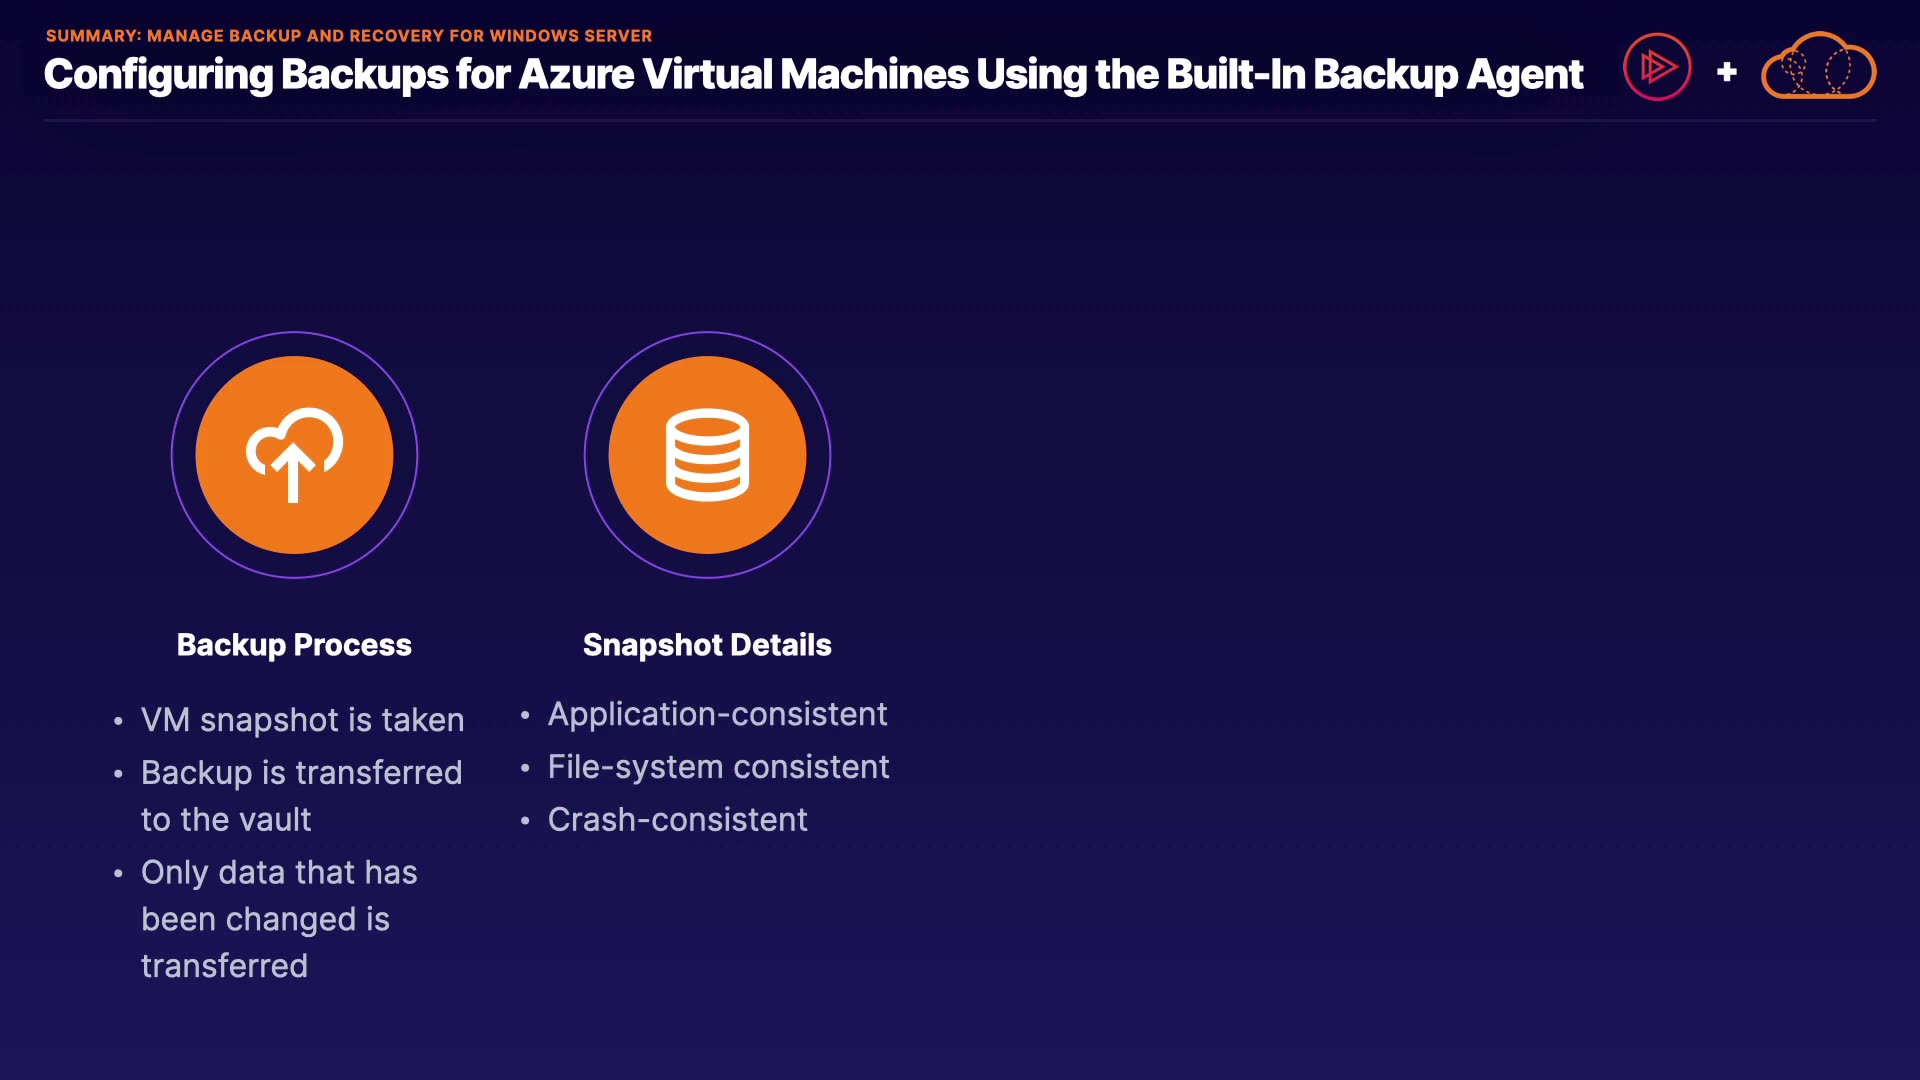 SUMMARY: MANAGE BACKUP AND RECOVERY FOR WINDOWS SERVER
Configuring Backups for Azure Virtual Machines Using the Built-In Backup Agent
+
Backup Process
• VM snapshot is taken
• Backup is transferred
to the vault
• Only data that has
been changed is
transferred
Snapshot Details
• Application-consistent
• File-system consistent
• Crash-consistent